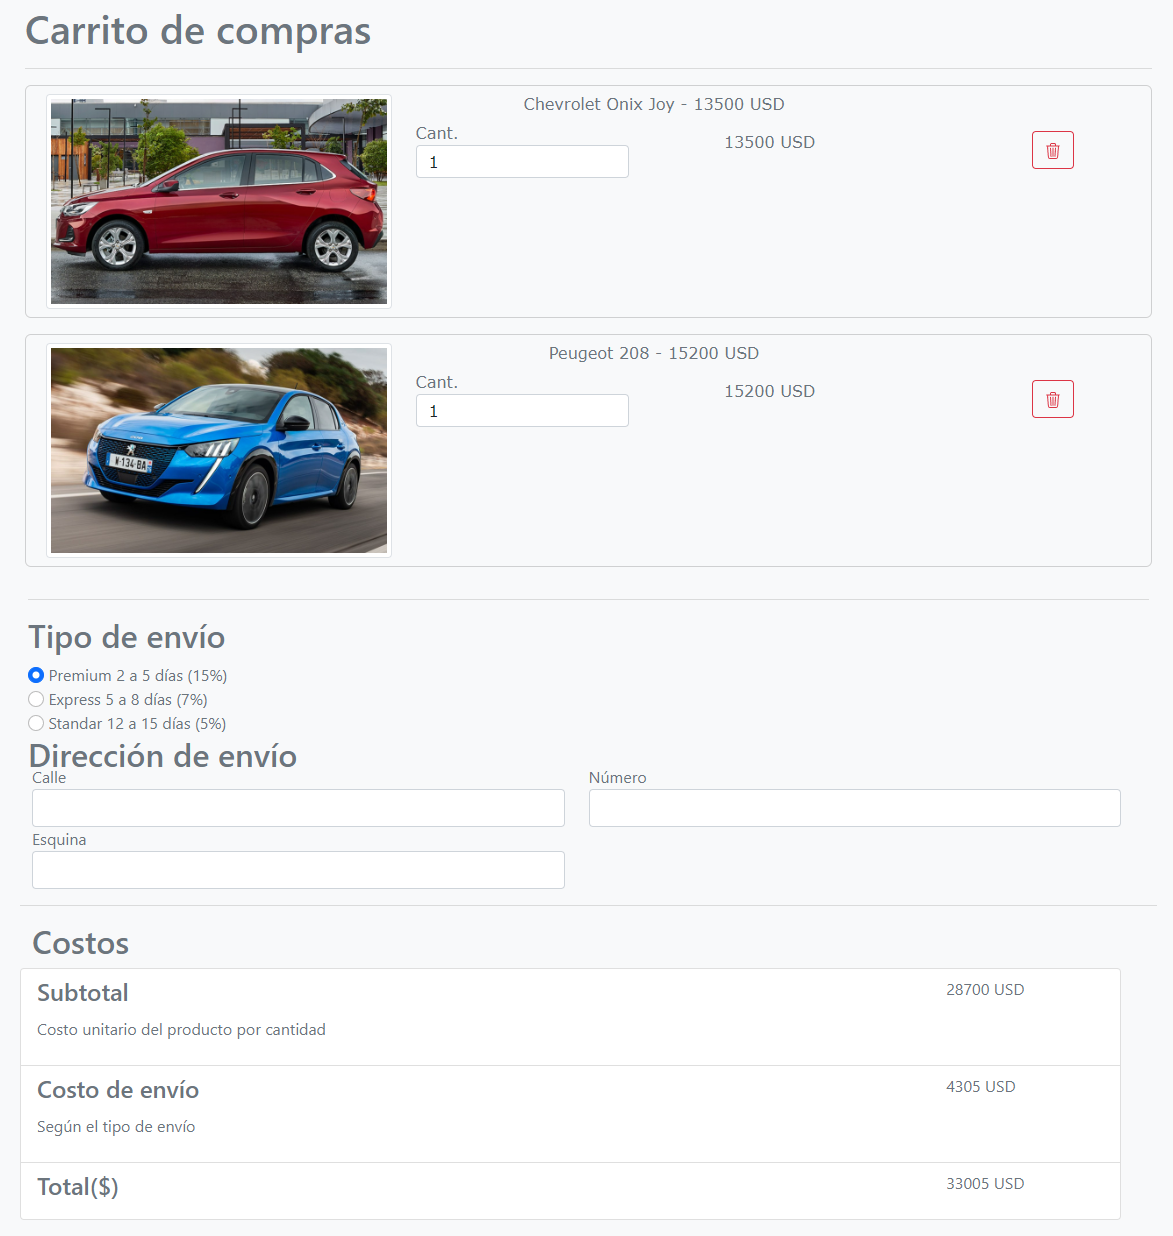 Carrito de compras
Chevrolet Onix Joy - 13500 USD
Cant.
13500 USD
1
Peugeot 208 - 15200 USD
Cant.
15200 USD
1
W-134-BA
Tipo de envío
Premium 2 a 5 días (15%)
Express 5 a 8 días (7%)
Standar 12 a 15 días (5%)
Dirección de envío
Calle
Número
Esquina
Costos
Subtotal
28700 USD
Costo unitario del producto por cantidad
Costo de envío
4305 USD
Según el tipo de envío
Total($)
33005 USD